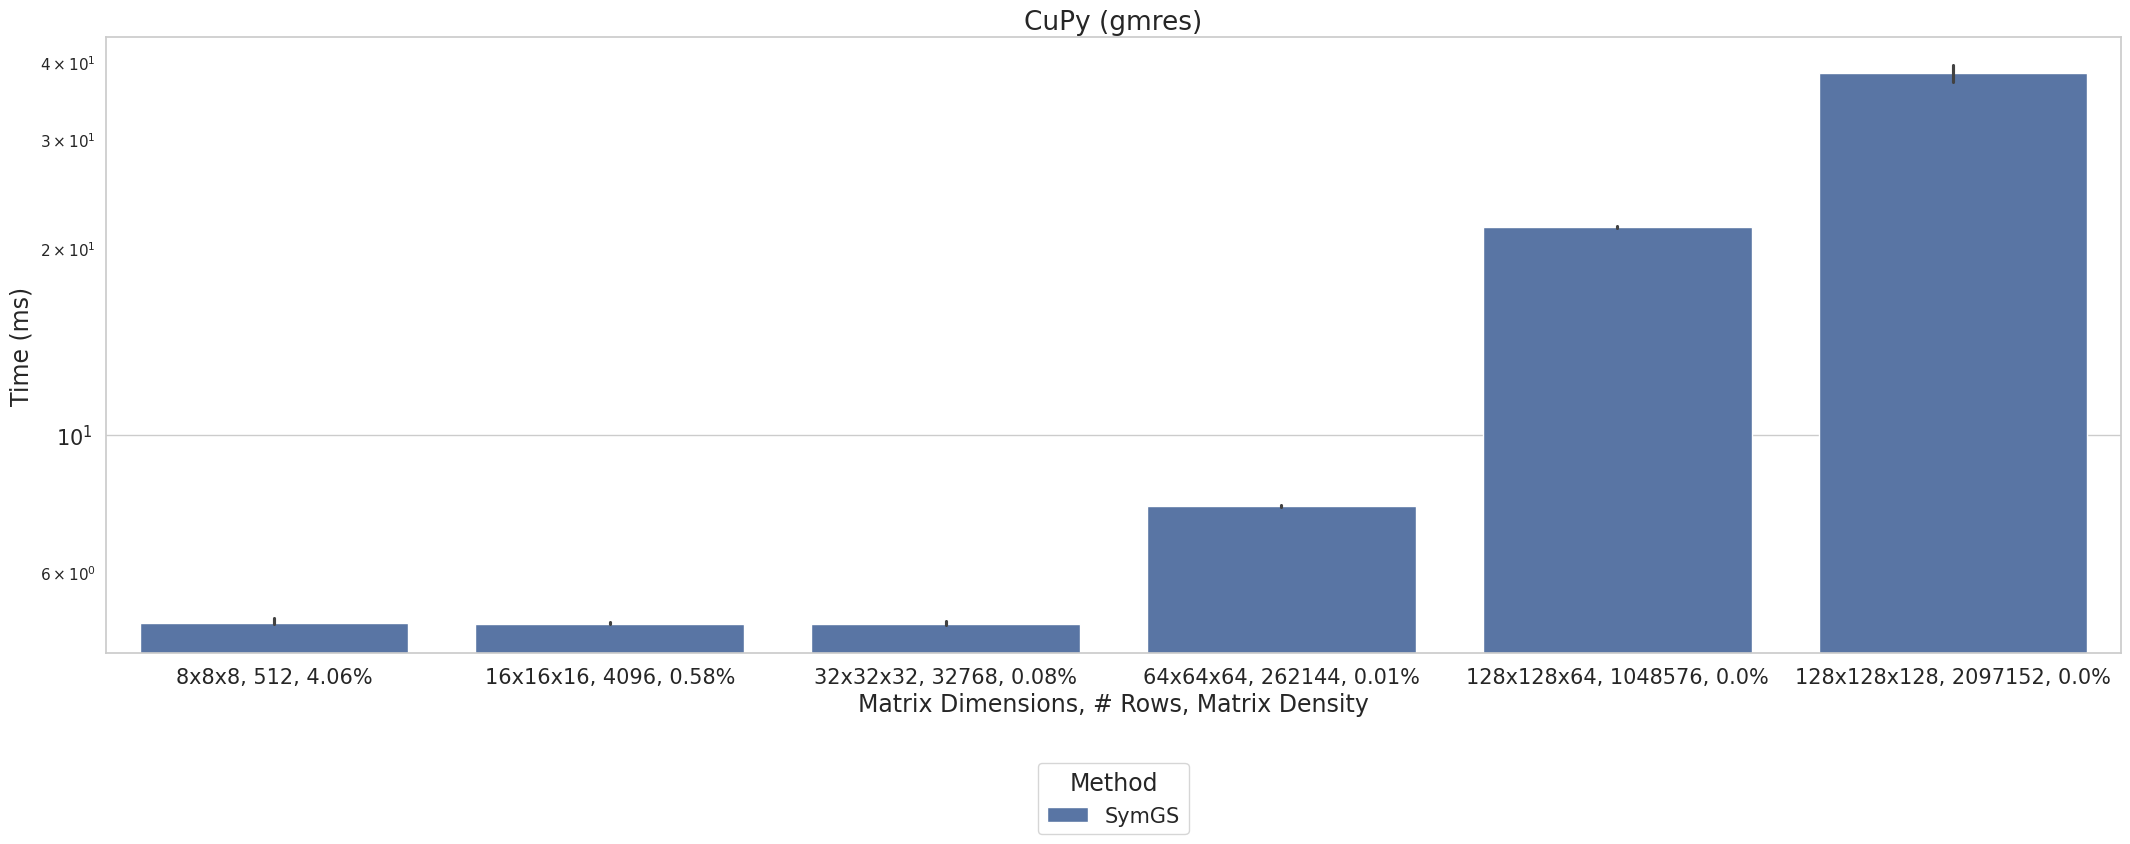 CuPy (gmres)
4 × 10¹
3 × 10¹
2 × 10¹
10¹
6 × 10⁰
Time (ms)
8x8x8, 512, 4.06%
16x16x16, 4096, 0.58%
32x32x32, 32768, 0.08%
64x64x64, 262144, 0.01%
128x128x64, 1048576, 0.0%
128x128x128, 2097152, 0.0%
Matrix Dimensions, # Rows, Matrix Density
Method
SymGS